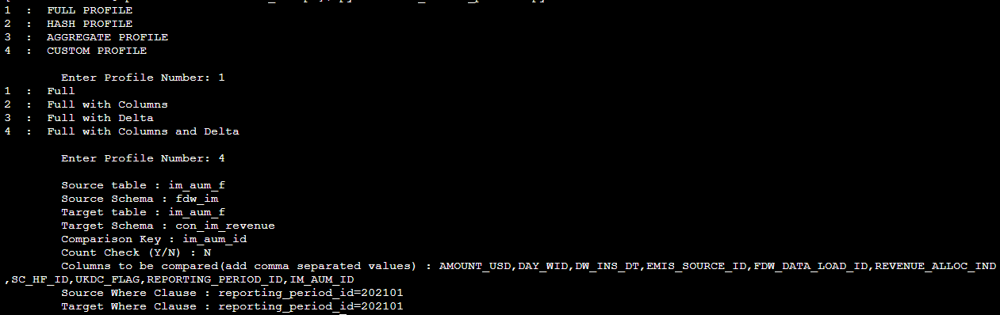 1  :  FULL PROFILE
2  :  HASH PROFILE
3  :  AGGREGATE PROFILE
4  :  CUSTOM PROFILE
Enter Profile Number: 1
1  :  Full
2  :  Full with Columns
3  :  Full with Delta
4  :  Full with Columns and Delta
Enter Profile Number: 4
Source table : im_aum_f
Source Schema : fdw_im
Target table : im_aum_f
Target Schema : con_im_revenue
Comparison Key : im_aum_id
Count Check (Y/N) : N
Columns to be compared(add comma separated values) : AMOUNT_USD,DAY_WID,DW_INS_DT,EMIS_SOURCE_ID,FDW_DATA_LOAD_ID,REVENUE_ALLOC_IND
,SC_HF_ID,UKDC_FLAG,REPORTING_PERIOD_ID,IM_AUM_ID
Source Where Clause : reporting_period_id=202101
Target Where Clause : reporting_period_id=202101